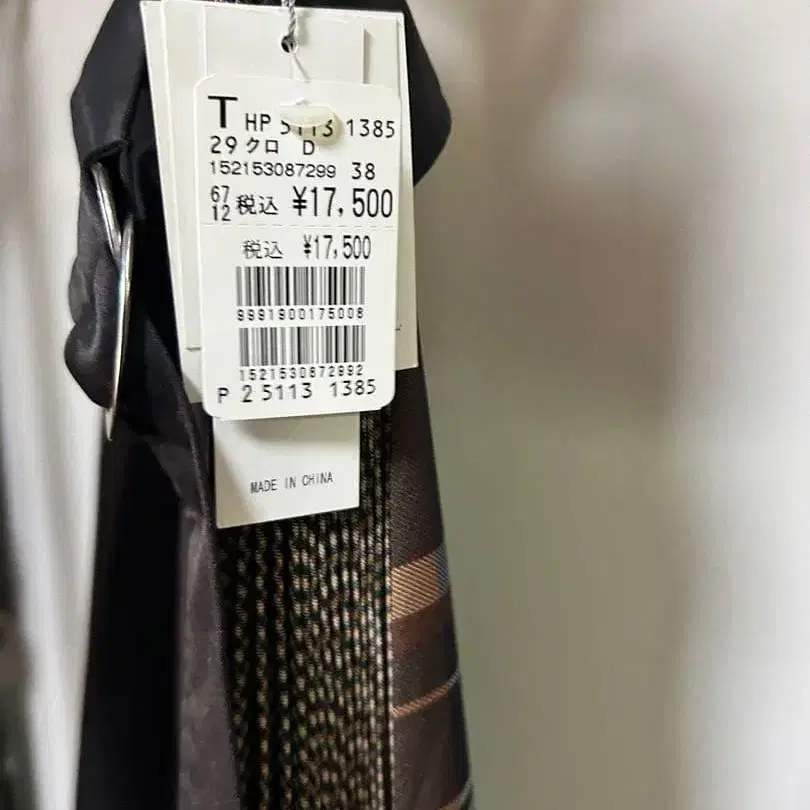 T HP 5113 1385
29 クロ D
152153087299 38
67
12 税込 ¥17,500
税込 ¥17,500
9991900175008
1521530872992
P 2 5113 1385
MADE IN CHINA